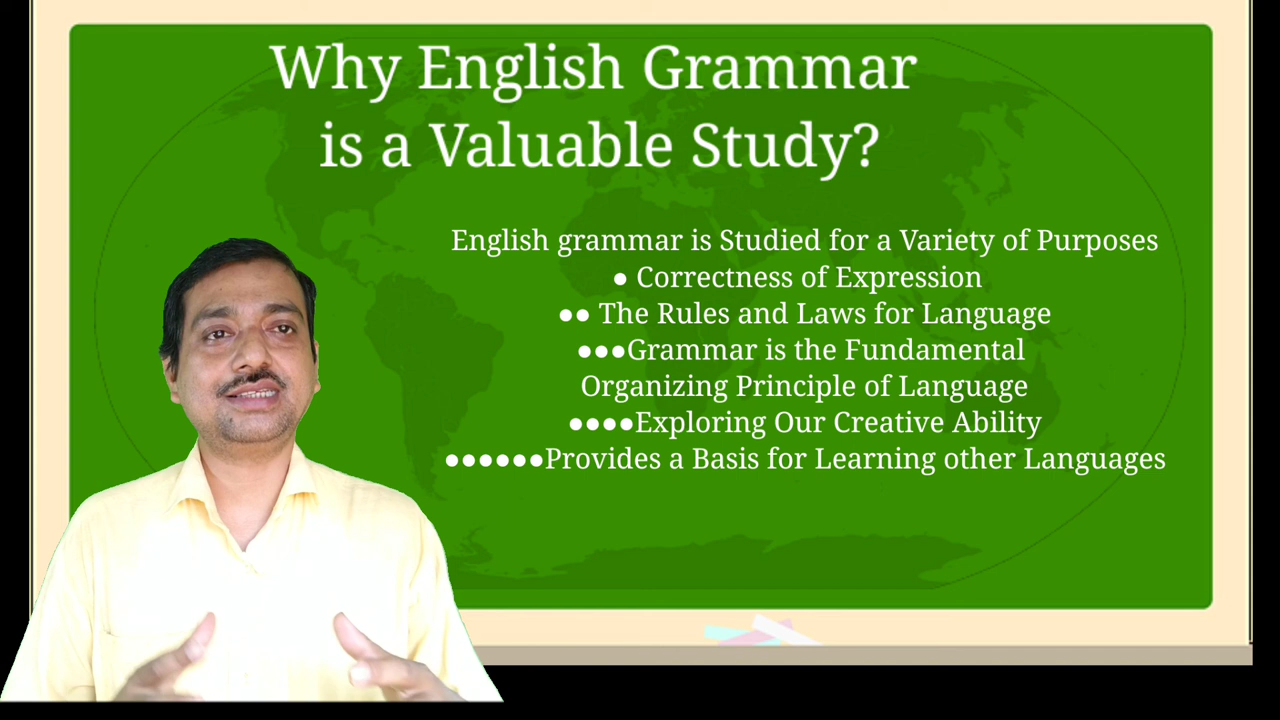 Why English Grammar
is a Valuable Study?
English grammar is Studied for a Variety of Purposes
● Correctness of Expression
●● The Rules and Laws for Language
●●●Grammar is the Fundamental
Organizing Principle of Language
●●●●Exploring Our Creative Ability
●●●●●●Provides a Basis for Learning other Languages